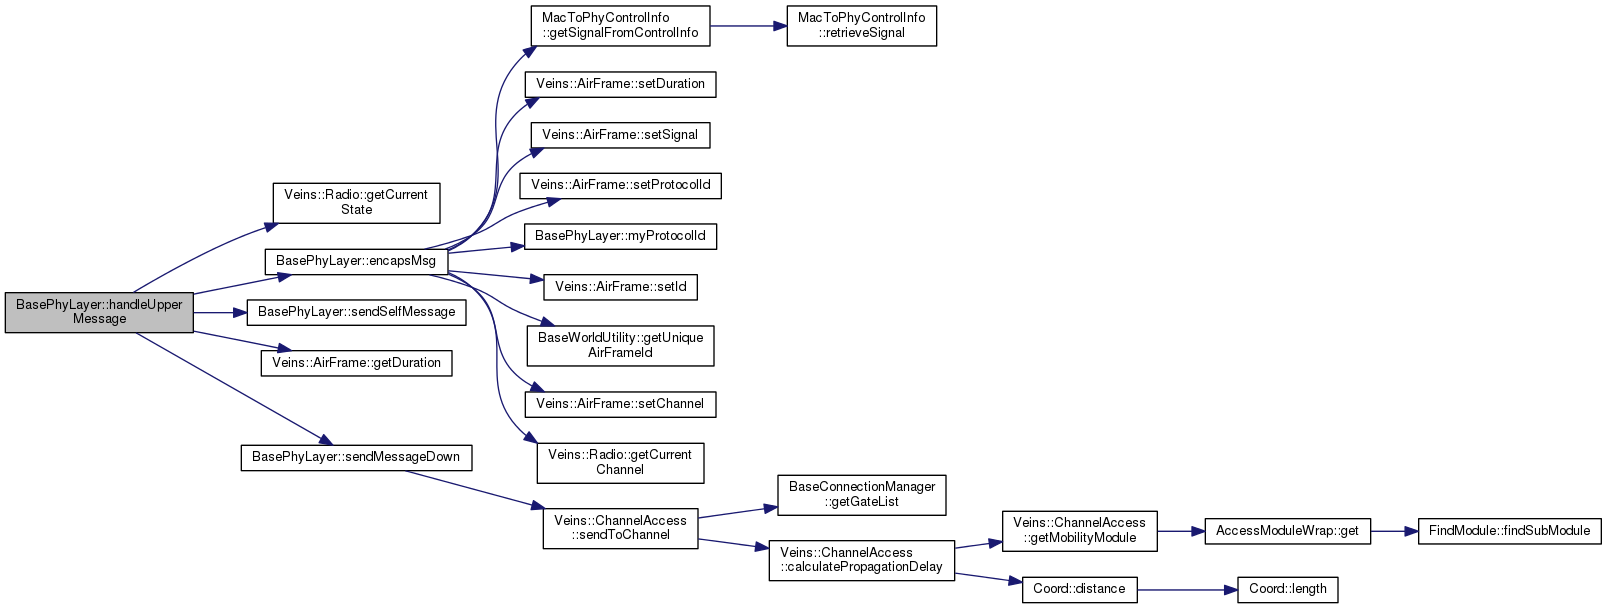 MacToPhyControlInfo
::getSignalFromControlInfo
MacToPhyControlInfo
::retrieveSignal
Veins::AirFrame::setDuration
Veins::AirFrame::setSignal
Veins::AirFrame::setProtocolId
Veins::Radio::getCurrent
State
BasePhyLayer::myProtocolId
BasePhyLayer::encapsMsg
Veins::AirFrame::setId
BasePhyLayer::handleUpper
Message
BasePhyLayer::sendSelfMessage
BaseWorldUtility::getUnique
AirFrameId
Veins::AirFrame::getDuration
Veins::AirFrame::setChannel
BasePhyLayer::sendMessageDown
Veins::Radio::getCurrent
Channel
BaseConnectionManager
::getGateList
Veins::ChannelAccess
::sendToChannel
Veins::ChannelAccess
::getMobilityModule
AccessModuleWrap::get
FindModule::findSubModule
Veins::ChannelAccess
::calculatePropagationDelay
Coord::distance
Coord::length